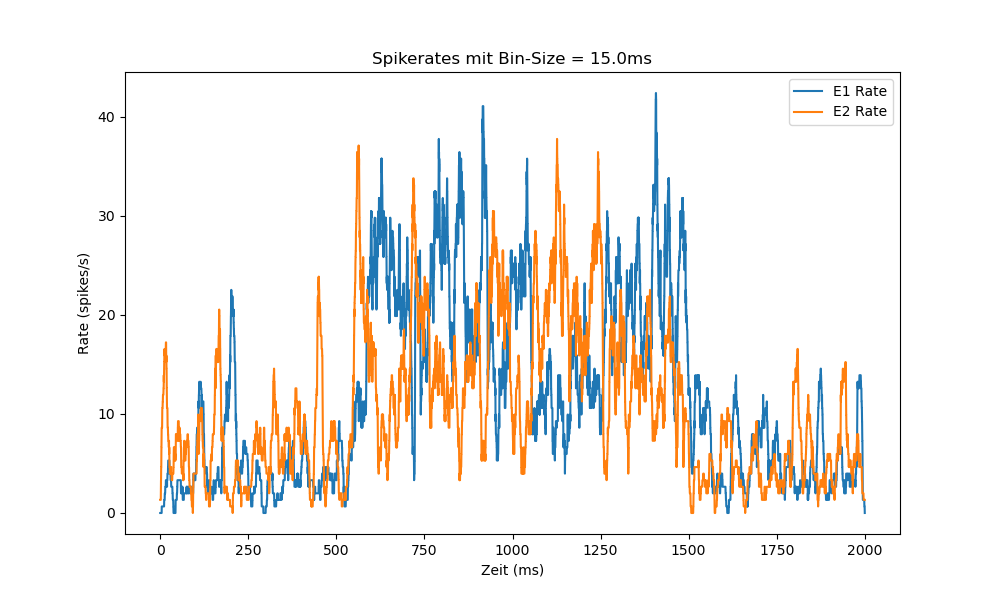 Spikerates mit Bin-Size = 15.0ms
E1 Rate
E2 Rate
40
30
20
10
0
Rate (spikes/s)
0 250 500 750 1000 1250 1500 1750 2000
Zeit (ms)